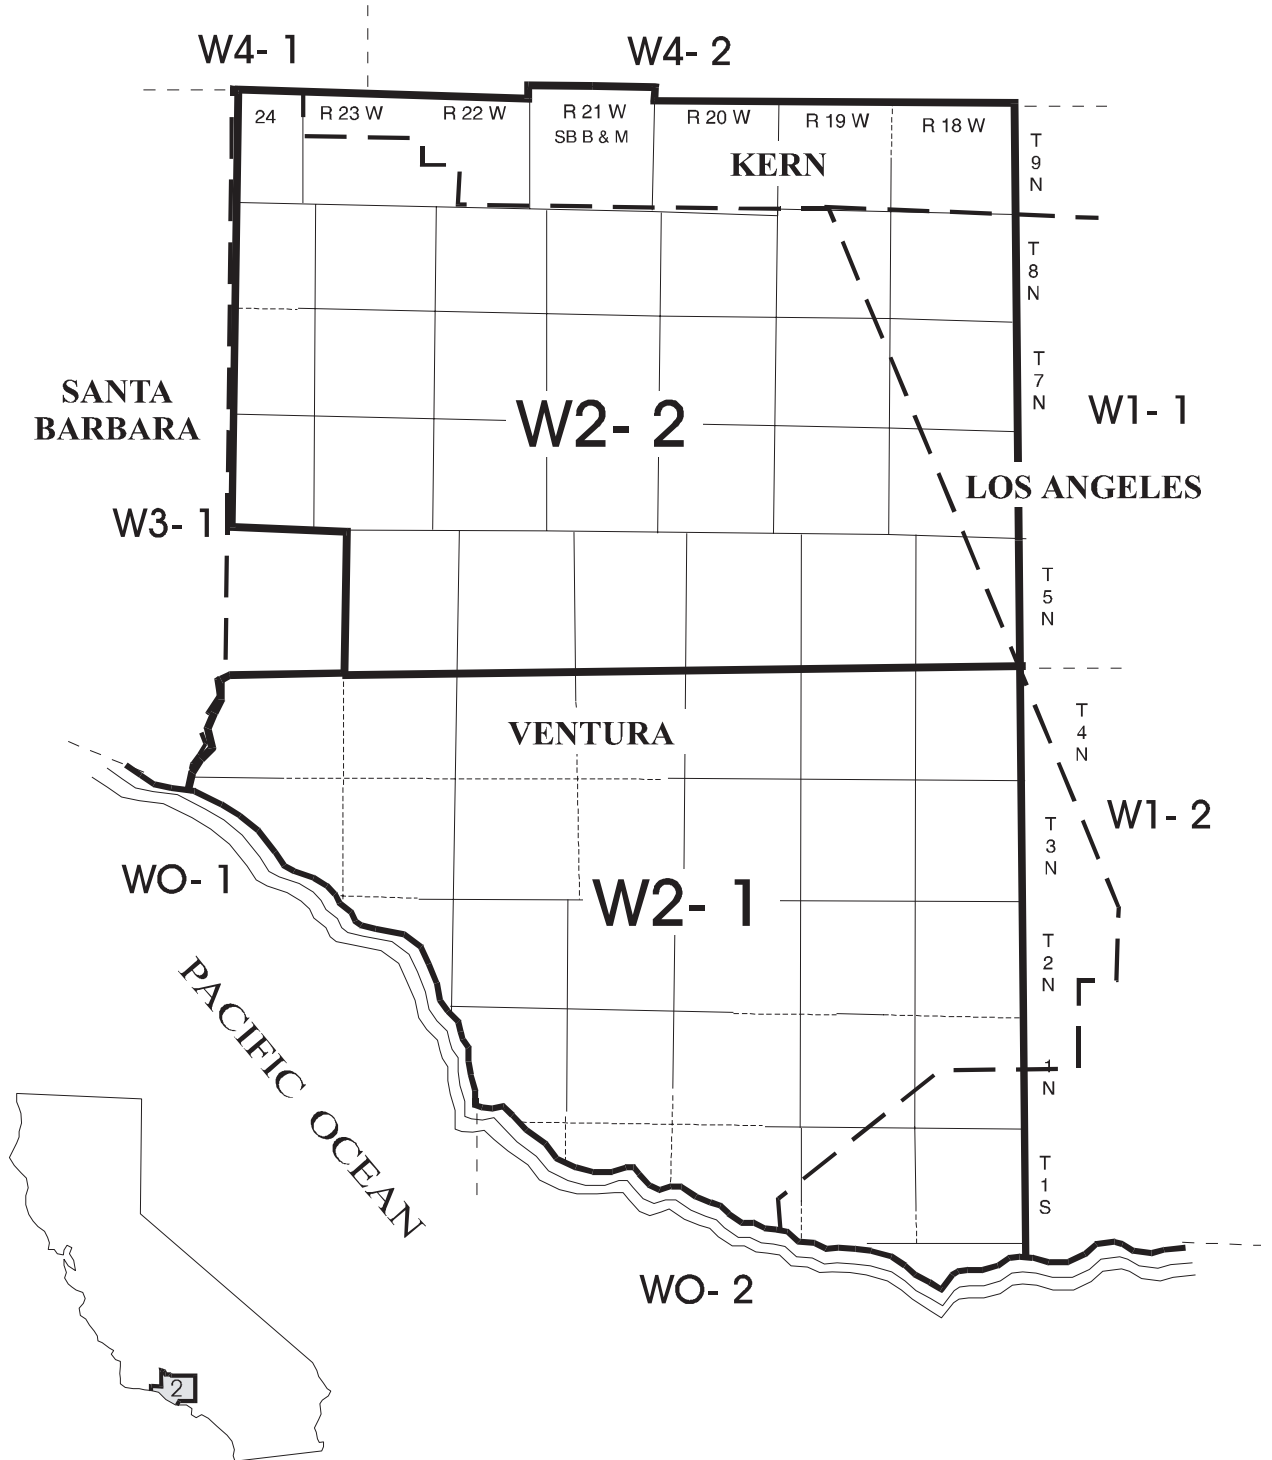 W4- 1
W4- 2
24
R 23 W
R 22 W
R 21 W
SB B & M
R 20 W
R 19 W
R 18 W
T
9
N
KERN
T
8
N
T
7
N
SANTA
BARBARA
W2- 2
W1- 1
LOS ANGELES
W3- 1
T
5
N
VENTURA
T
4
N
W1- 2
T
3
N
WO- 1
W2- 1
T
2
N
PACIFIC OCEAN
1
N
T
1
S
WO- 2
2